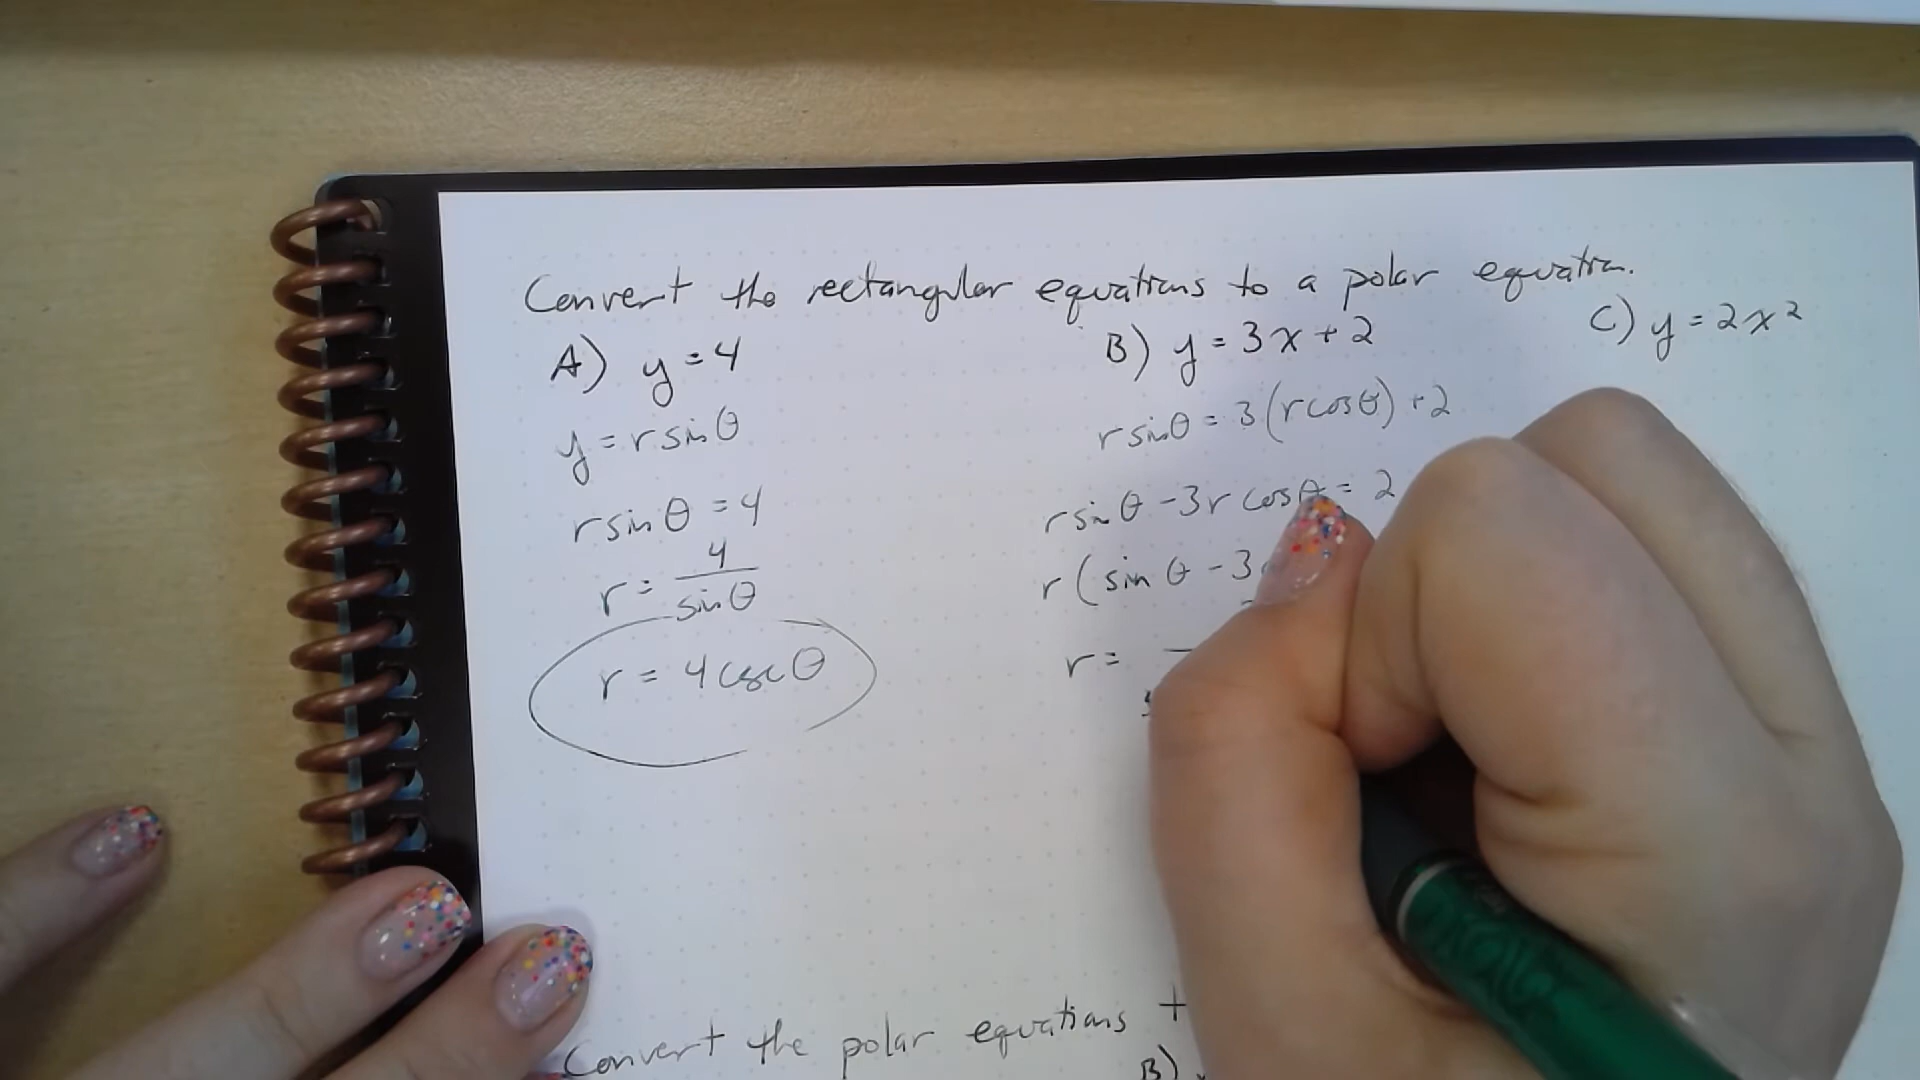 Convert the rectangular equations to a polar equation.
A) y = 4
y = r sin θ
r sin θ = 4
r = 4 / sin θ
r = 4 csc θ
B) y = 3x + 2
r sin θ = 3(r cos θ) + 2
r sin θ - 3r cos θ = 2
r (sin θ - 3
r =
C) y = 2x²
Convert the polar equations
B)